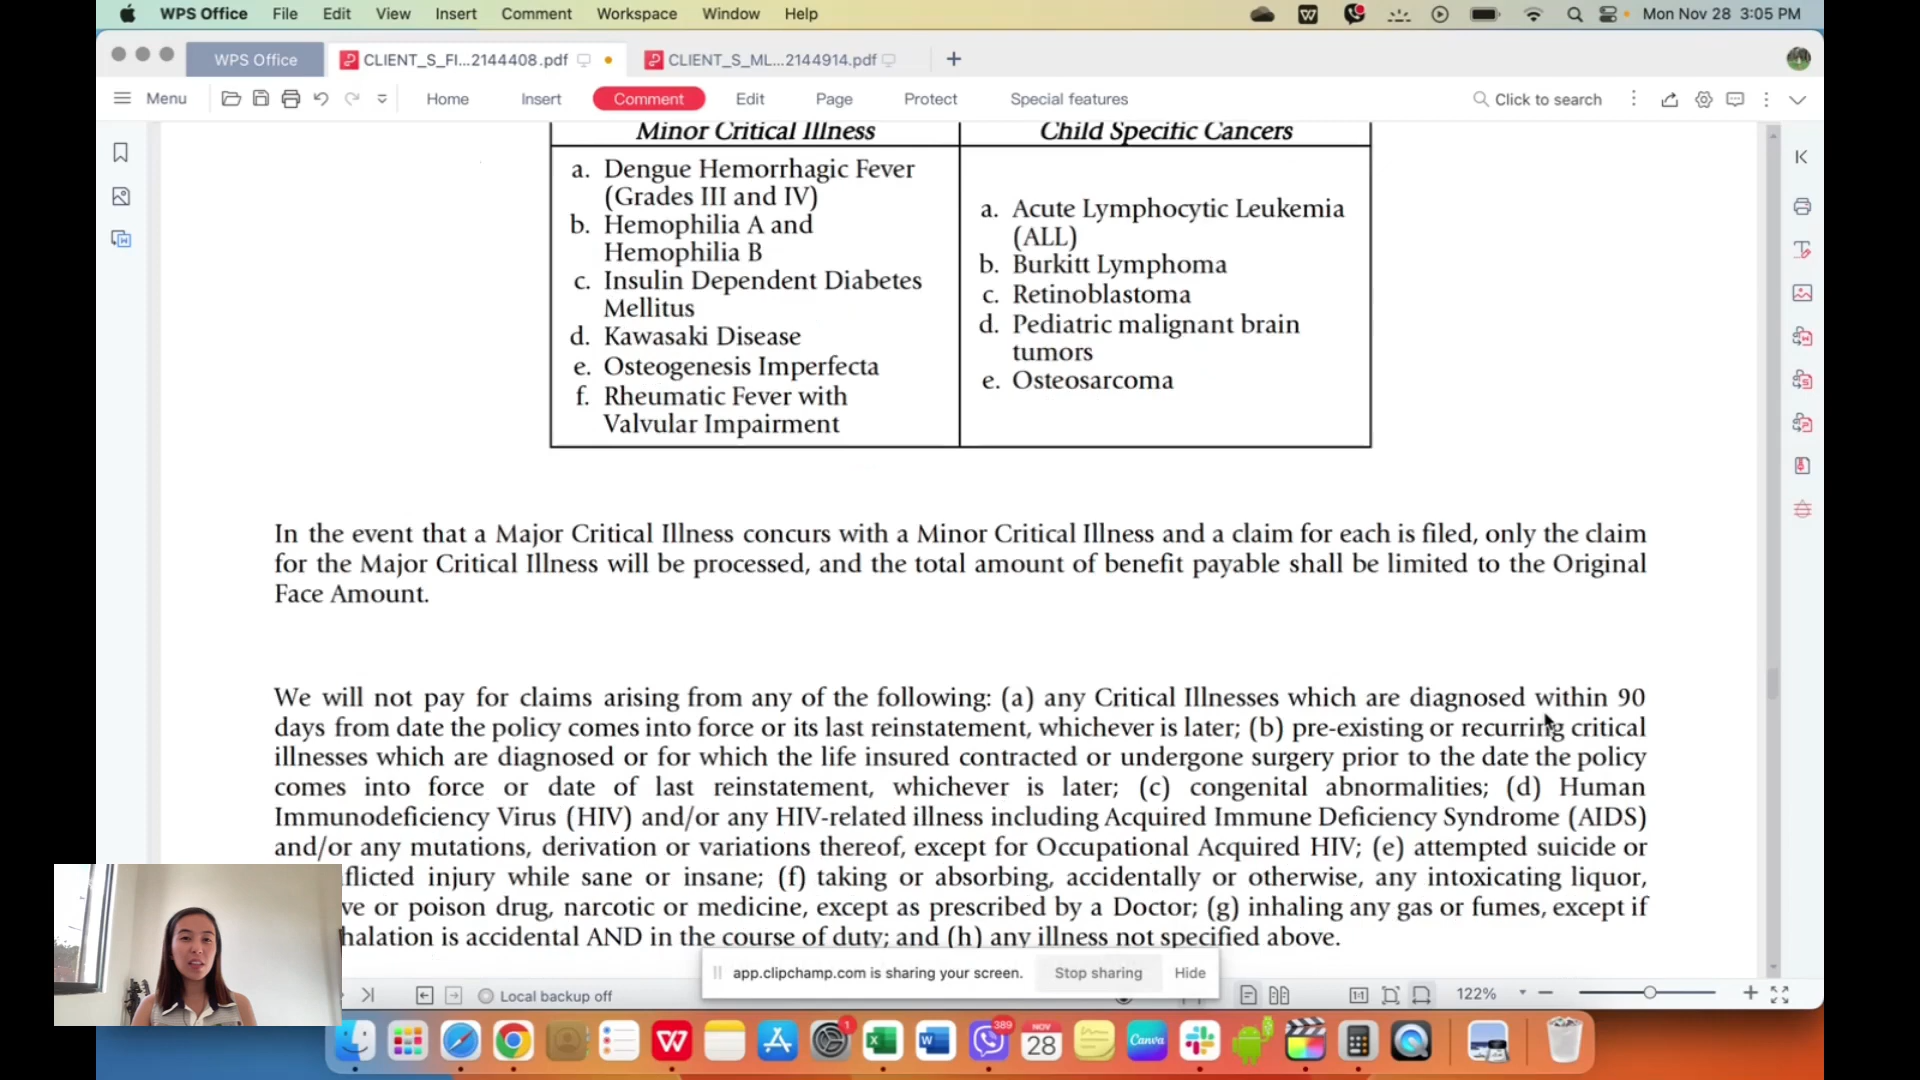 WPS Office File Edit View Insert Comment Workspace Window Help Mon Nov 28 3:05 PM
WPS Office CLIENT_S_FI...2144408.pdf CLIENT_S_ML...2144914.pdf
Menu Home Insert Comment Edit Page Protect Special features Click to search
Minor Critical Illness
a. Dengue Hemorrhagic Fever
(Grades III and IV)
b. Hemophilia A and
Hemophilia B
c. Insulin Dependent Diabetes
Mellitus
d. Kawasaki Disease
e. Osteogenesis Imperfecta
f. Rheumatic Fever with
Valvular Impairment
Child Specific Cancers
a. Acute Lymphocytic Leukemia
(ALL)
b. Burkitt Lymphoma
c. Retinoblastoma
d. Pediatric malignant brain
tumors
e. Osteosarcoma
In the event that a Major Critical Illness concurs with a Minor Critical Illness and a claim for each is filed, only the claim
for the Major Critical Illness will be processed, and the total amount of benefit payable shall be limited to the Original
Face Amount.
We will not pay for claims arising from any of the following: (a) any Critical Illnesses which are diagnosed within 90
days from date the policy comes into force or its last reinstatement, whichever is later; (b) pre-existing or recurring critical
illnesses which are diagnosed or for which the life insured contracted or undergone surgery prior to the date the policy
comes into force or date of last reinstatement, whichever is later; (c) congenital abnormalities; (d) Human
Immunodeficiency Virus (HIV) and/or any HIV-related illness including Acquired Immune Deficiency Syndrome (AIDS)
and/or any mutations, derivation or variations thereof, except for Occupational Acquired HIV; (e) attempted suicide or
flicted injury while sane or insane; (f) taking or absorbing, accidentally or otherwise, any intoxicating liquor,
ve or poison drug, narcotic or medicine, except as prescribed by a Doctor; (g) inhaling any gas or fumes, except if
halation is accidental AND in the course of duty; and (h) any illness not specified above.
app.clipchamp.com is sharing your screen. Stop sharing Hide
Local backup off 1:1 122%
1 389 NOV 28 Canva